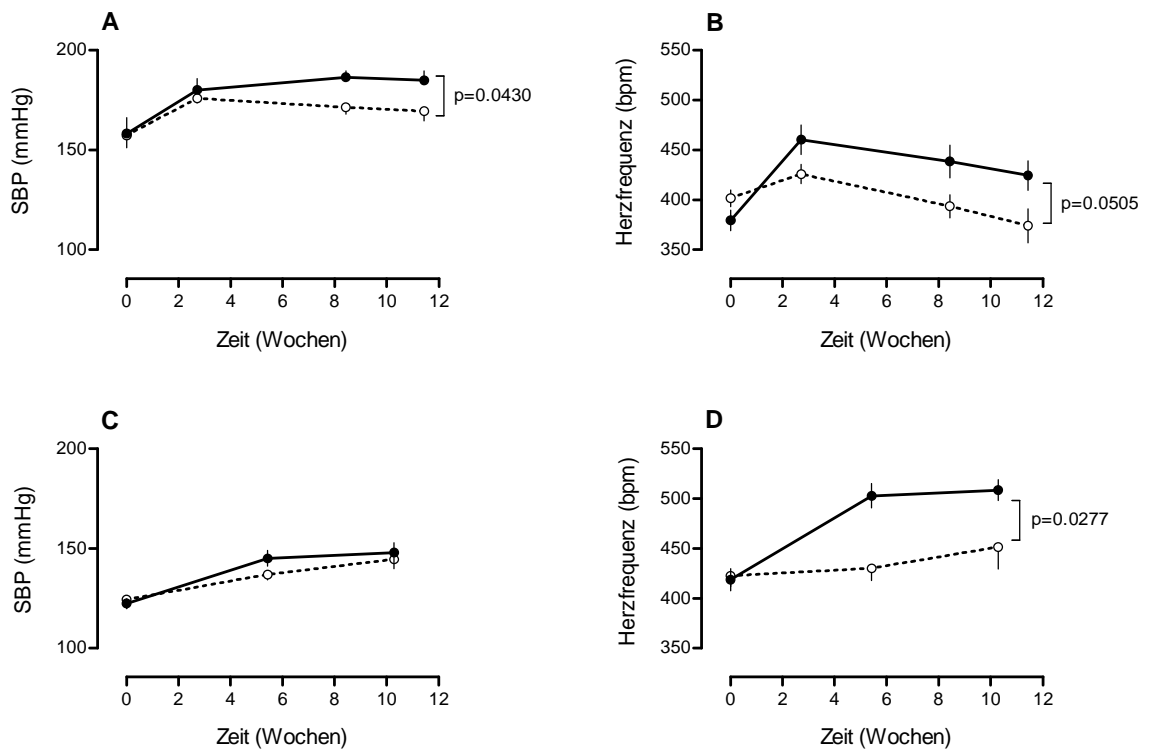 A
SBP (mmHg)
200
150
100
p=0.0430
0 2 4 6 8 10 12
Zeit (Wochen)
B
Herzfrequenz (bpm)
550
500
450
400
350
p=0.0505
0 2 4 6 8 10 12
Zeit (Wochen)
C
SBP (mmHg)
200
150
100
0 2 4 6 8 10 12
Zeit (Wochen)
D
Herzfrequenz (bpm)
550
500
450
400
350
p=0.0277
0 2 4 6 8 10 12
Zeit (Wochen)